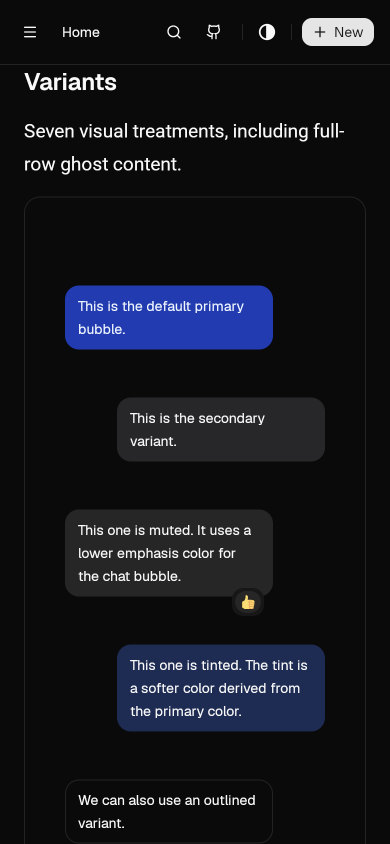 Home
New
Variants
Seven visual treatments, including full-
row ghost content.
This is the default primary
bubble.
This is the secondary
variant.
This one is muted. It uses a
lower emphasis color for
the chat bubble.
This one is tinted. The tint is
a softer color derived from
the primary color.
We can also use an outlined
variant.